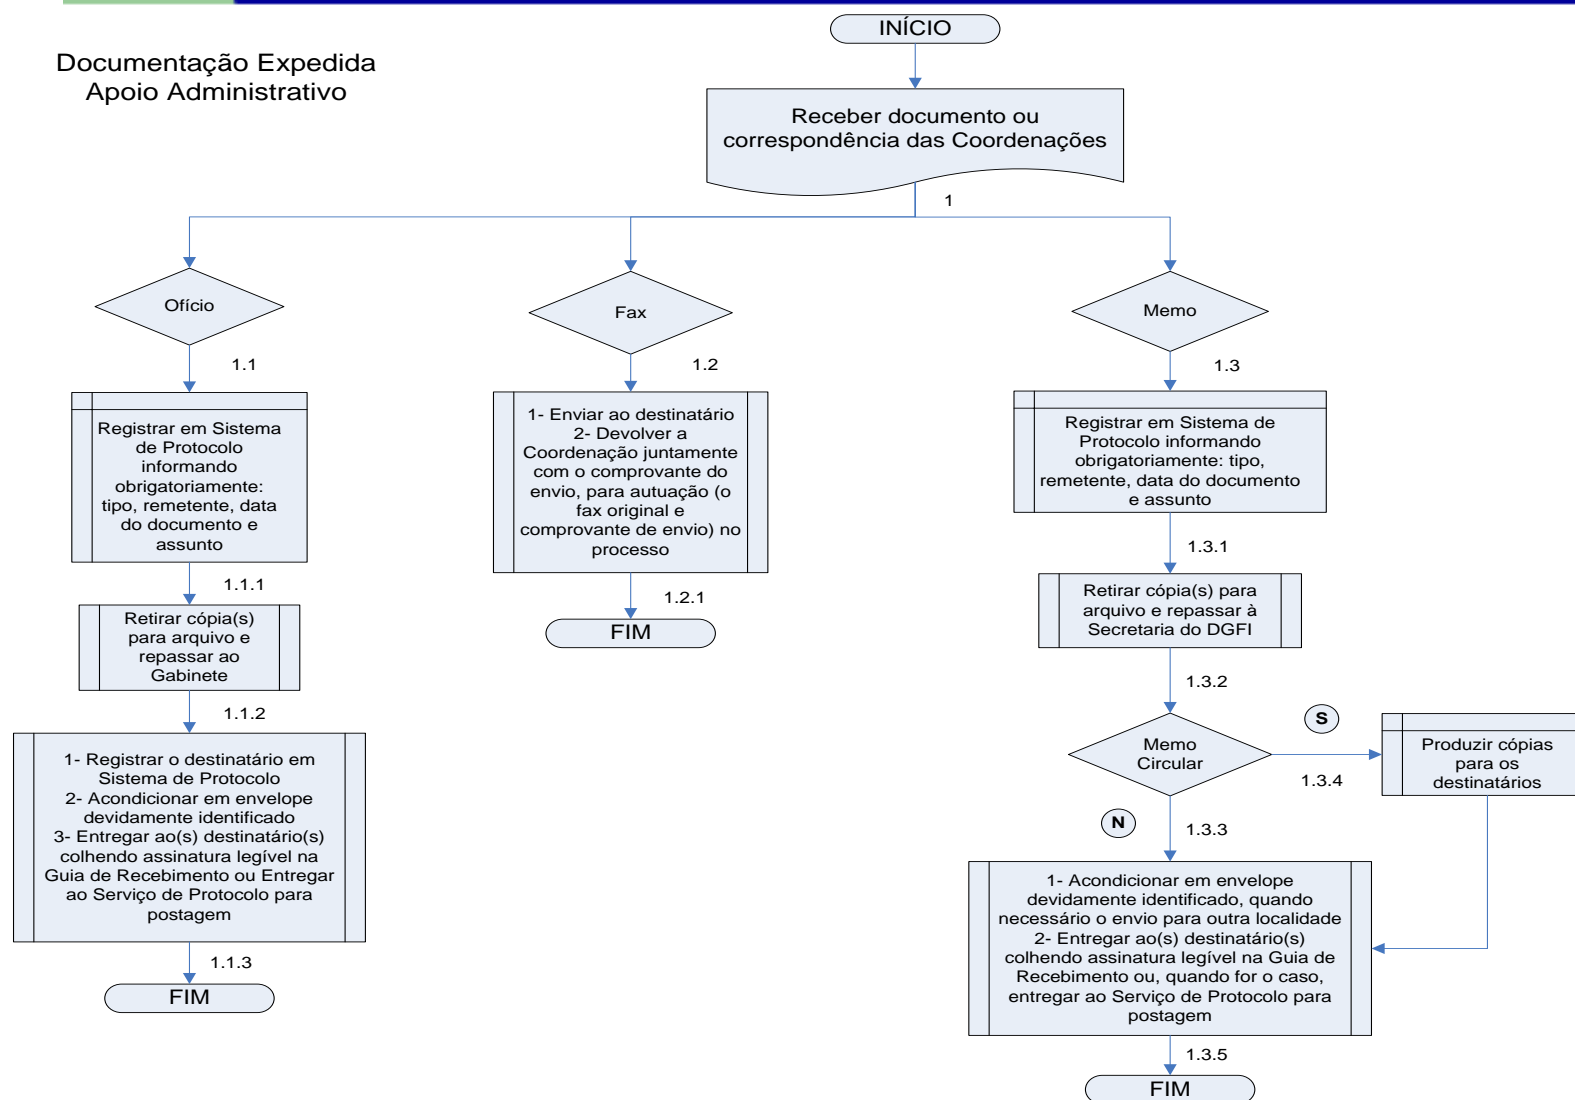 Documentação Expedida
Apoio Administrativo
INÍCIO
Receber documento ou
correspondência das Coordenações
1
Ofício
1.1
Registrar em Sistema
de Protocolo
informando
obrigatoriamente:
tipo, remetente, data
do documento e
assunto
1.1.1
Retirar cópia(s)
para arquivo e
repassar ao
Gabinete
1.1.2
1- Registrar o destinatário em
Sistema de Protocolo
2- Acondicionar em envelope
devidamente identificado
3- Entregar ao(s) destinatário(s)
colhendo assinatura legível na
Guia de Recebimento ou Entregar
ao Serviço de Protocolo para
postagem
1.1.3
FIM
Fax
1.2
1- Enviar ao destinatário
2- Devolver a
Coordenação juntamente
com o comprovante do
envio, para autuação (o
fax original e
comprovante de envio) no
processo
1.2.1
FIM
Memo
1.3
Registrar em Sistema de
Protocolo informando
obrigatoriamente: tipo,
remetente, data do documento
e assunto
1.3.1
Retirar cópia(s) para
arquivo e repassar à
Secretaria do DGFI
1.3.2
Memo
Circular
S
1.3.4
Produzir cópias
para os
destinatários
N
1.3.3
1- Acondicionar em envelope
devidamente identificado, quando
necessário o envio para outra localidade
2- Entregar ao(s) destinatário(s)
colhendo assinatura legível na Guia de
Recebimento ou, quando for o caso,
entregar ao Serviço de Protocolo para
postagem
1.3.5
FIM